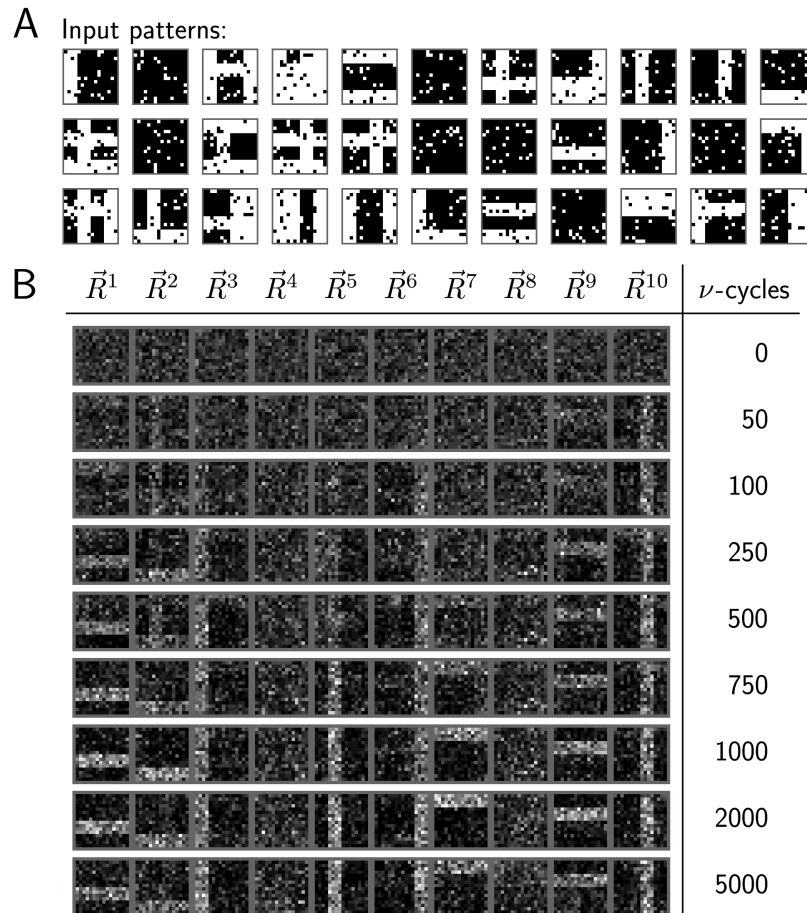 A
Input patterns:
B
R⃗¹ R⃗² R⃗³ R⃗⁴ R⃗⁵ R⃗⁶ R⃗⁷ R⃗⁸ R⃗⁹ R⃗¹⁰ ν-cycles
0
50
100
250
500
750
1000
2000
5000